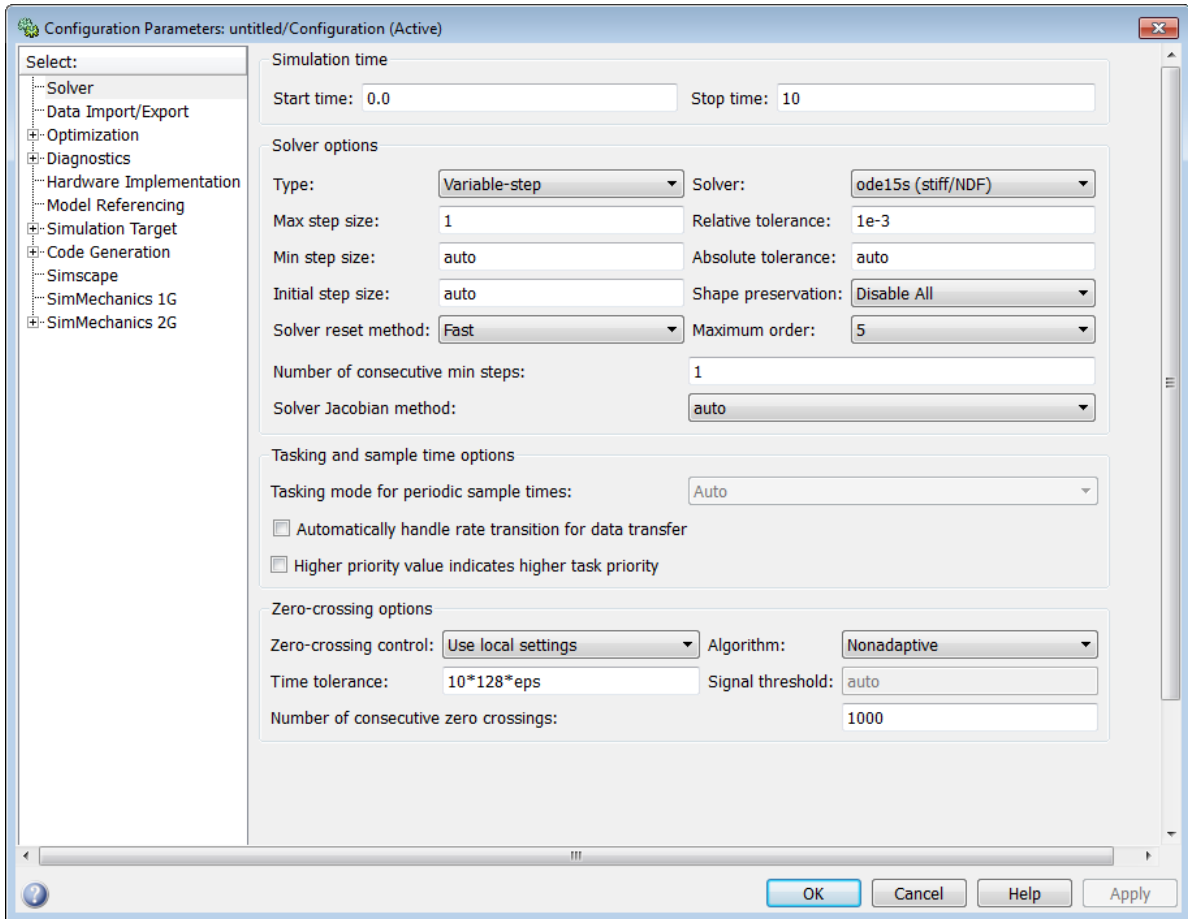 Configuration Parameters: untitled/Configuration (Active)
Select:
Solver
Data Import/Export
Optimization
Diagnostics
Hardware Implementation
Model Referencing
Simulation Target
Code Generation
Simscape
SimMechanics 1G
SimMechanics 2G
Simulation time
Start time: 0.0 Stop time: 10
Solver options
Type: Variable-step Solver: ode15s (stiff/NDF)
Max step size: 1 Relative tolerance: 1e-3
Min step size: auto Absolute tolerance: auto
Initial step size: auto Shape preservation: Disable All
Solver reset method: Fast Maximum order: 5
Number of consecutive min steps: 1
Solver Jacobian method: auto
Tasking and sample time options
Tasking mode for periodic sample times: Auto
Automatically handle rate transition for data transfer
Higher priority value indicates higher task priority
Zero-crossing options
Zero-crossing control: Use local settings Algorithm: Nonadaptive
Time tolerance: 10*128*eps Signal threshold: auto
Number of consecutive zero crossings: 1000
OK Cancel Help Apply